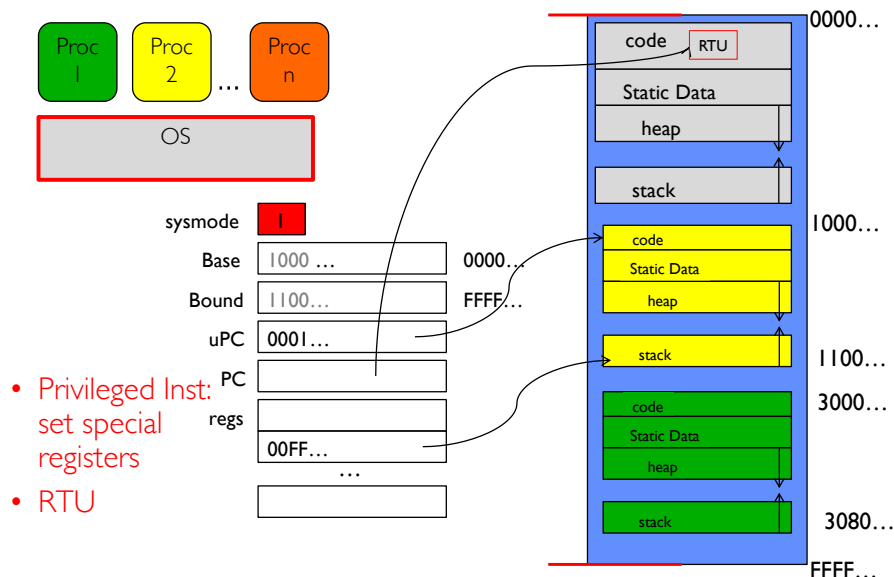 Proc
1
Proc
2
...
Proc
n
OS
sysmode
1
Base
1000 ...
0000...
Bound
1100...
FFFF...
uPC
0001...
PC
regs
00FF...
...
• Privileged Inst:
set special
registers
• RTU
0000...
code
RTU
Static Data
heap
stack
1000...
code
Static Data
heap
stack
1100...
3000...
code
Static Data
heap
stack
3080...
FFFF...